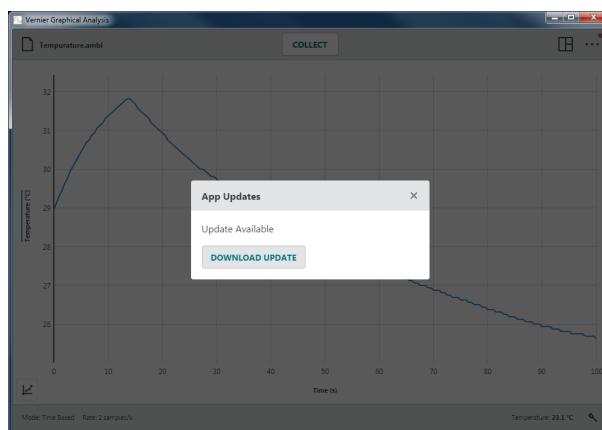 Vernier Graphical Analysis
Tempurature.ambl
COLLECT
32
31
30
29
28
27
26
Temperature (°C)
App Updates
Update Available
DOWNLOAD UPDATE
0 10 20 30 40 50 60 70 80 90 100
Time (s)
Mode: Time Based Rate: 2 samples/s
Temperature: 23.1 °C